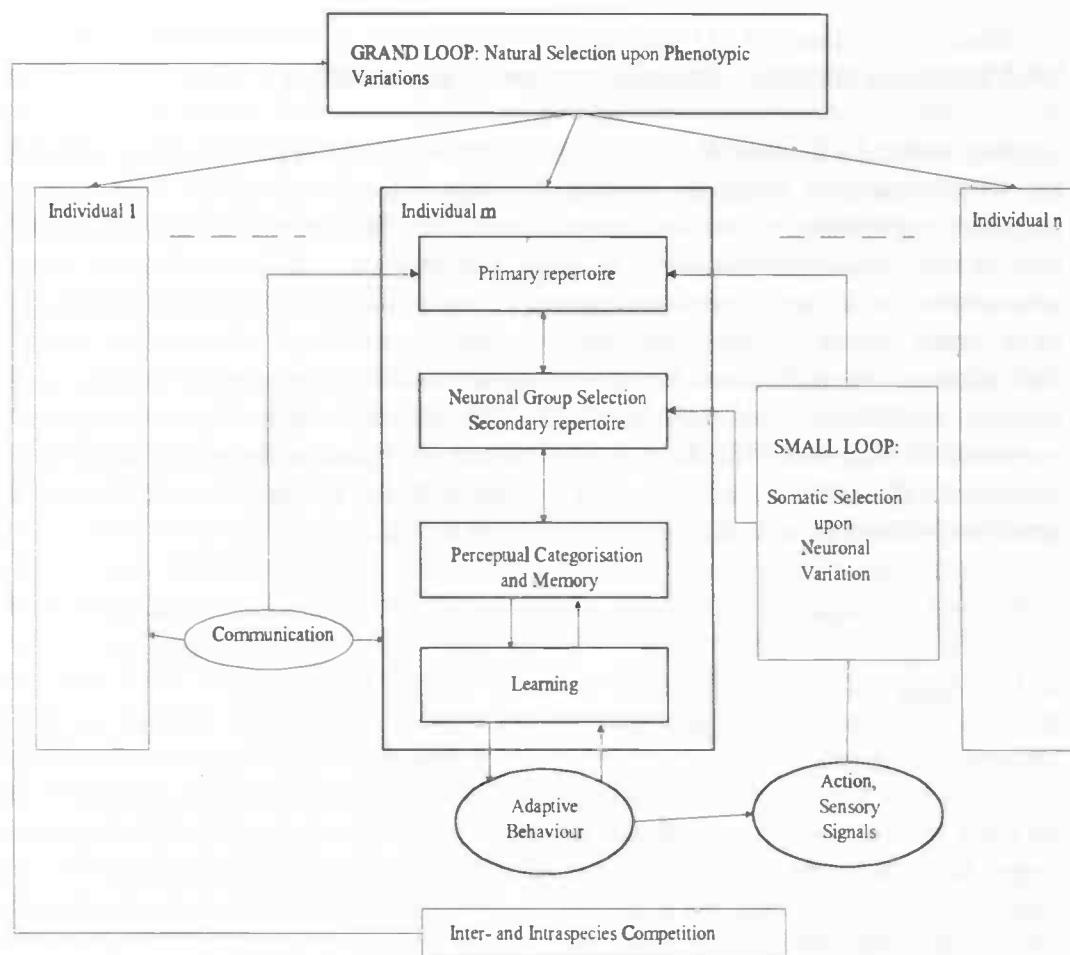 GRAND LOOP: Natural Selection upon Phenotypic
Variations
Individual 1
Individual m
Individual n
Primary repertoire
Neuronal Group Selection
Secondary repertoire
SMALL LOOP:
Somatic Selection
upon
Neuronal
Variation
Perceptual Categorisation
and Memory
Communication
Learning
Adaptive
Behaviour
Action,
Sensory
Signals
Inter- and Intraspecies Competition